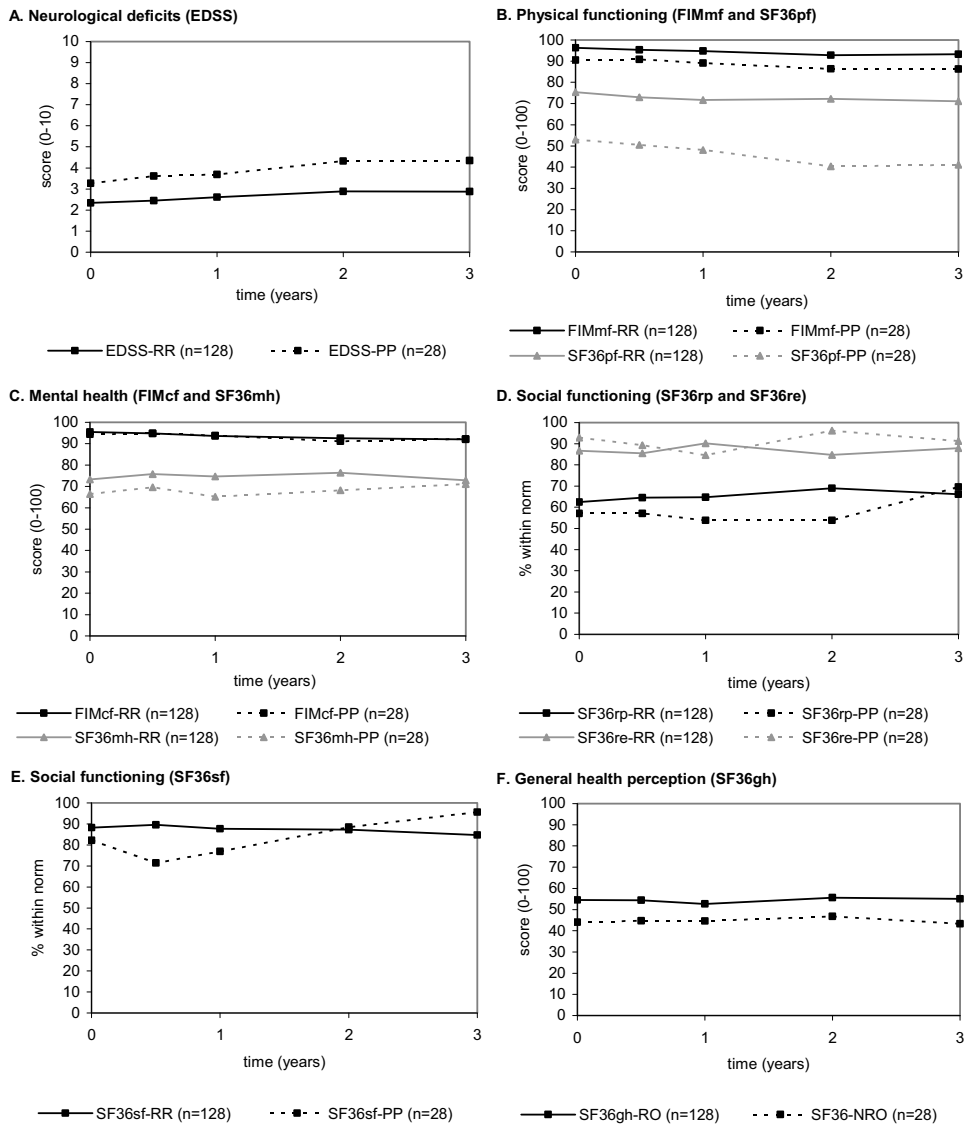 A. Neurological deficits (EDSS)
10
9
8
7
6
5
4
3
2
1
0
score (0-10)
0 1 2 3
time (years)
EDSS-RR (n=128) EDSS-PP (n=28)
B. Physical functioning (FIMmf and SF36pf)
100
90
80
70
60
50
40
30
20
10
0
score (0-100)
0 1 2 3
time (years)
FIMmf-RR (n=128) FIMmf-PP (n=28)
SF36pf-RR (n=128) SF36pf-PP (n=28)
C. Mental health (FIMcf and SF36mh)
100
90
80
70
60
50
40
30
20
10
0
score (0-100)
0 1 2 3
time (years)
FIMcf-RR (n=128) FIMcf-PP (n=28)
SF36mh-RR (n=128) SF36mh-PP (n=28)
D. Social functioning (SF36rp and SF36re)
100
90
80
70
60
50
40
30
20
10
0
% within norm
0 1 2 3
time (years)
SF36rp-RR (n=128) SF36rp-PP (n=28)
SF36re-RR (n=128) SF36re-PP (n=28)
E. Social functioning (SF36sf)
100
90
80
70
60
50
40
30
20
10
0
% within norm
0 1 2 3
time (years)
SF36sf-RR (n=128) SF36sf-PP (n=28)
F. General health perception (SF36gh)
100
90
80
70
60
50
40
30
20
10
0
score (0-100)
0 1 2 3
time (years)
SF36gh-RO (n=128) SF36-NRO (n=28)